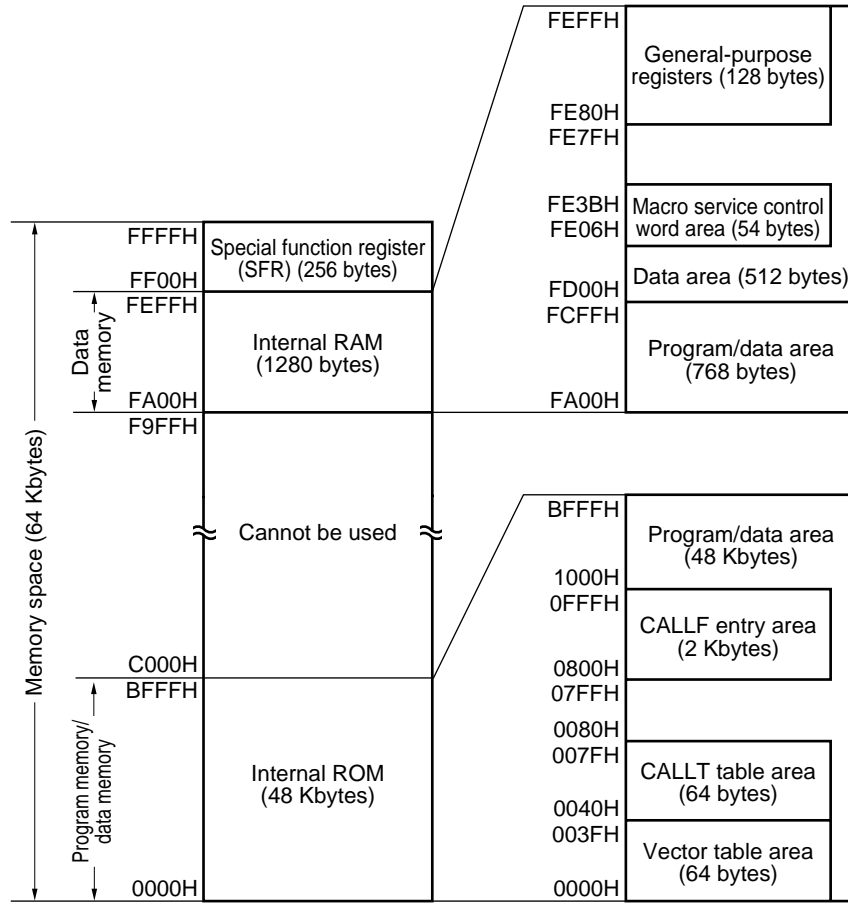 FEFFH
General-purpose
registers (128 bytes)
FE80H
FE7FH
FE3BH
Macro service control
word area (54 bytes)
FE06H
Data area (512 bytes)
FD00H
FCFFH
Program/data area
(768 bytes)
FA00H
Memory space (64 Kbytes)
FFFFH
Special function register
(SFR) (256 bytes)
FF00H
FEFFH
Data
memory
Internal RAM
(1280 bytes)
FA00H
F9FFH
Cannot be used
C000H
BFFFH
Program memory/
data memory
Internal ROM
(48 Kbytes)
0000H
BFFFH
Program/data area
(48 Kbytes)
1000H
0FFFH
CALLF entry area
(2 Kbytes)
0800H
07FFH
0080H
007FH
CALLT table area
(64 bytes)
0040H
003FH
Vector table area
(64 bytes)
0000H